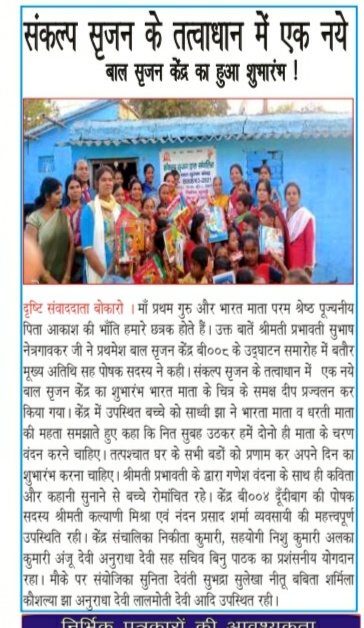 संकल्प सृजन के तत्वाधान में एक नये
बाल सृजन केंद्र का हुआ शुभारंभ !
दृष्टि संवाददाता बोकारो । माँ प्रथम गुरु और भारत माता परम श्रेष्ठ पूज्यनीय
पिता आकाश की भाँति हमारे छत्रक होते हैं। उक्त बातें श्रीमती प्रभावती सुभाष
नेत्रगावकर जी ने प्रथमेश बाल सृजन केंद्र बी००८ के उद्घाटन समारोह में बतौर
मुख्य अतिथि सह पोषक सदस्य ने कही। संकल्प सृजन के तत्वाधान में एक नये
बाल सृजन केंद्र का शुभारंभ भारत माता के चित्र के समक्ष दीप प्रज्वलन कर
किया गया। केंद्र में उपस्थित बच्चे को साध्वी झा ने भारता माता व धरती माता
की महता समझाते हुए कहा कि नित सुबह उठकर हमें दोनो ही माता के चरण
वंदन करने चाहिए। तत्पश्चात घर के सभी बडों को प्रणाम कर अपने दिन का
शुभारंभ करना चाहिए। श्रीमती प्रभावती के द्वारा गणेश वंदना के साथ ही कविता
और कहानी सुनाने से बच्चे रोमांचित रहे। केंद्र बी००४ दूँदीबाग की पोषक
सदस्य श्रीमती कल्याणी मिश्रा एवं नंदन प्रसाद शर्मा व्यवसायी की महत्त्वपूर्ण
उपस्थिति रही। केंद्र संचालिका निकीता कुमारी, सहयोगी निशु कुमारी अलका
कुमारी अंजू देवी अनुराधा देवी सह सचिव बिनु पाठक का प्रशंसनीय योगदान
रहा। मौके पर संयोजिका सुनिता देवंती सुभद्रा सुलेखा नीतू बबिता शर्मिला
कौशल्या झा अनुराधा देवी लालमोती देवी आदि उपस्थित रही।
निर्भिक पत्रकारों की आवश्यकता